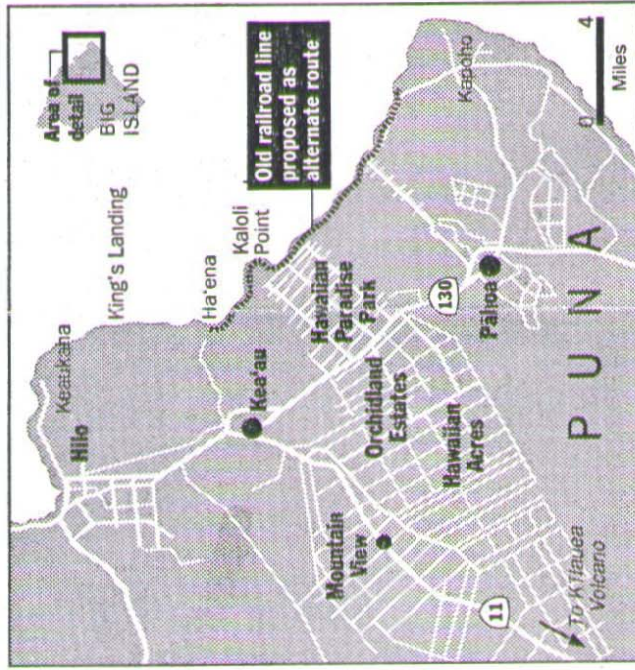 Area of
detail
BIG
ISLAND
King's Landing
Keaukaha
Hilo
Ha'ena
Kaloli
Point
Old railroad line
proposed as
alternate route
Kea'au
Hawaiian
Paradise
Park
Orchidland
Estates
Hawaiian
Acres
Mountain
View
130
Pahoa
Kapoho
PUNA
11
To Kīlauea
Volcano
0 4
Miles